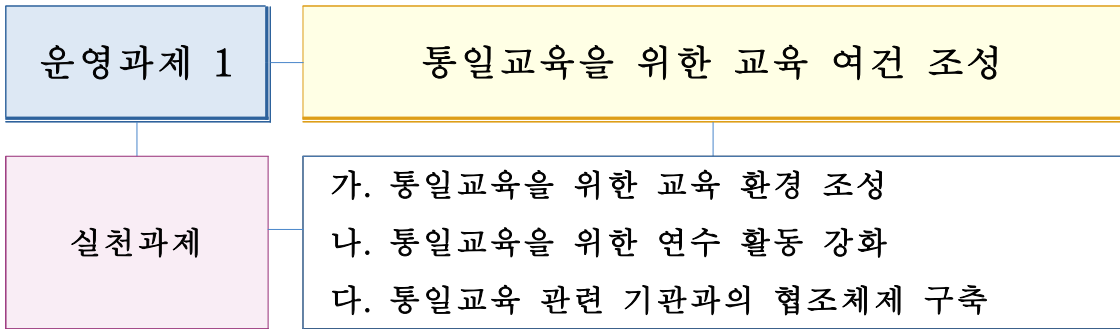 운영과제 1
통일교육을 위한 교육 여건 조성
실천과제
가. 통일교육을 위한 교육 환경 조성
나. 통일교육을 위한 연수 활동 강화
다. 통일교육 관련 기관과의 협조체제 구축